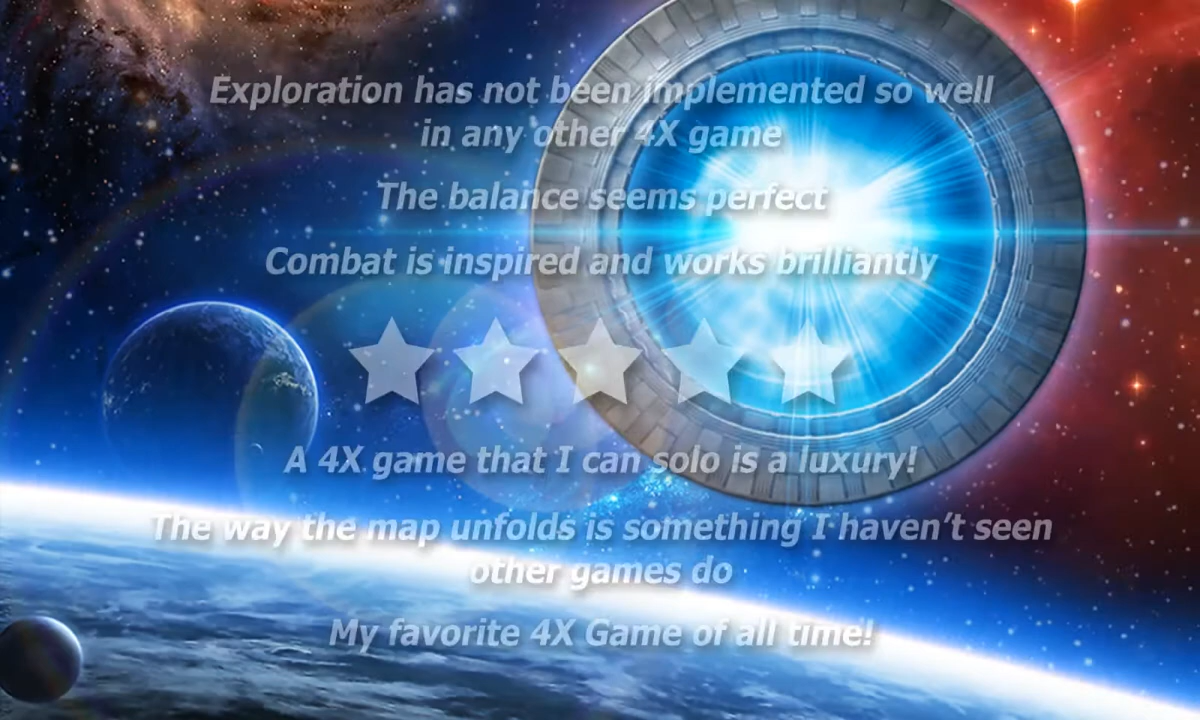 Exploration has not been implemented so well
in any other 4X game
The balance seems perfect
Combat is inspired and works brilliantly
A 4X game that I can solo is a luxury!
The way the map unfolds is something I haven’t seen
other games do
My favorite 4X Game of all time!